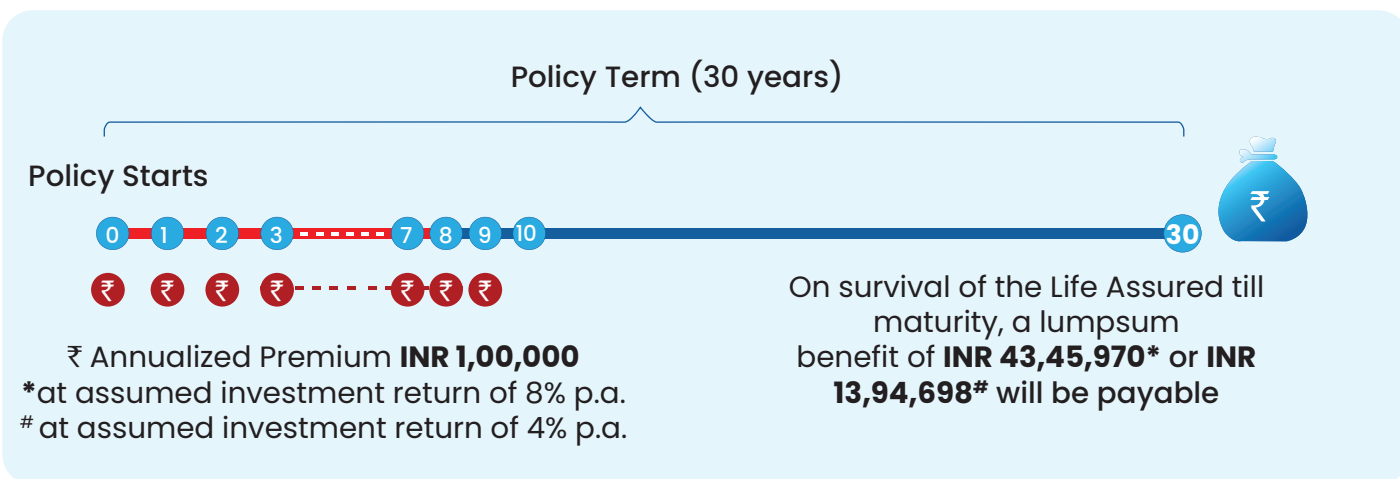 Policy Term (30 years)
Policy Starts
0 1 2 3 7 8 9 10 30
₹
₹ ₹ ₹ ₹ ₹ ₹ ₹
₹ Annualized Premium INR 1,00,000
*at assumed investment return of 8% p.a.
# at assumed investment return of 4% p.a.
On survival of the Life Assured till
maturity, a lumpsum
benefit of INR 43,45,970* or INR
13,94,698# will be payable